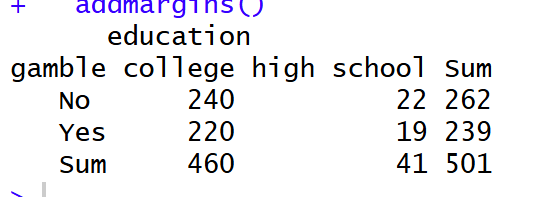 + addmargins()
education
gamble college high school Sum
No 240 22 262
Yes 220 19 239
Sum 460 41 501
>